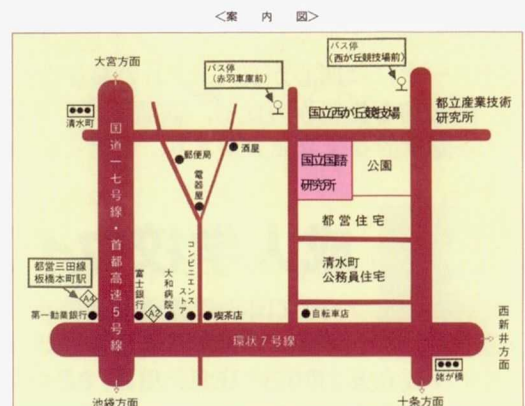 <案内図>
大宮方面
バス停
(赤羽車庫前)
バス停
(西が丘競技場前)
清水町
国立西が丘競技場
都立産業技術
研究所
国道一七号線・首都高速5号線
郵便局
酒屋
電器屋
国立国語
研究所
公園
都営住宅
清水町
公務員住宅
都営三田線
板橋本町駅
A4
第一勧業銀行
富士銀行
A2
大和病院
コンビニエンス
ストア
喫茶店
自転車店
環状7号線
西新井方面
姥が橋
池袋方面
十条方面